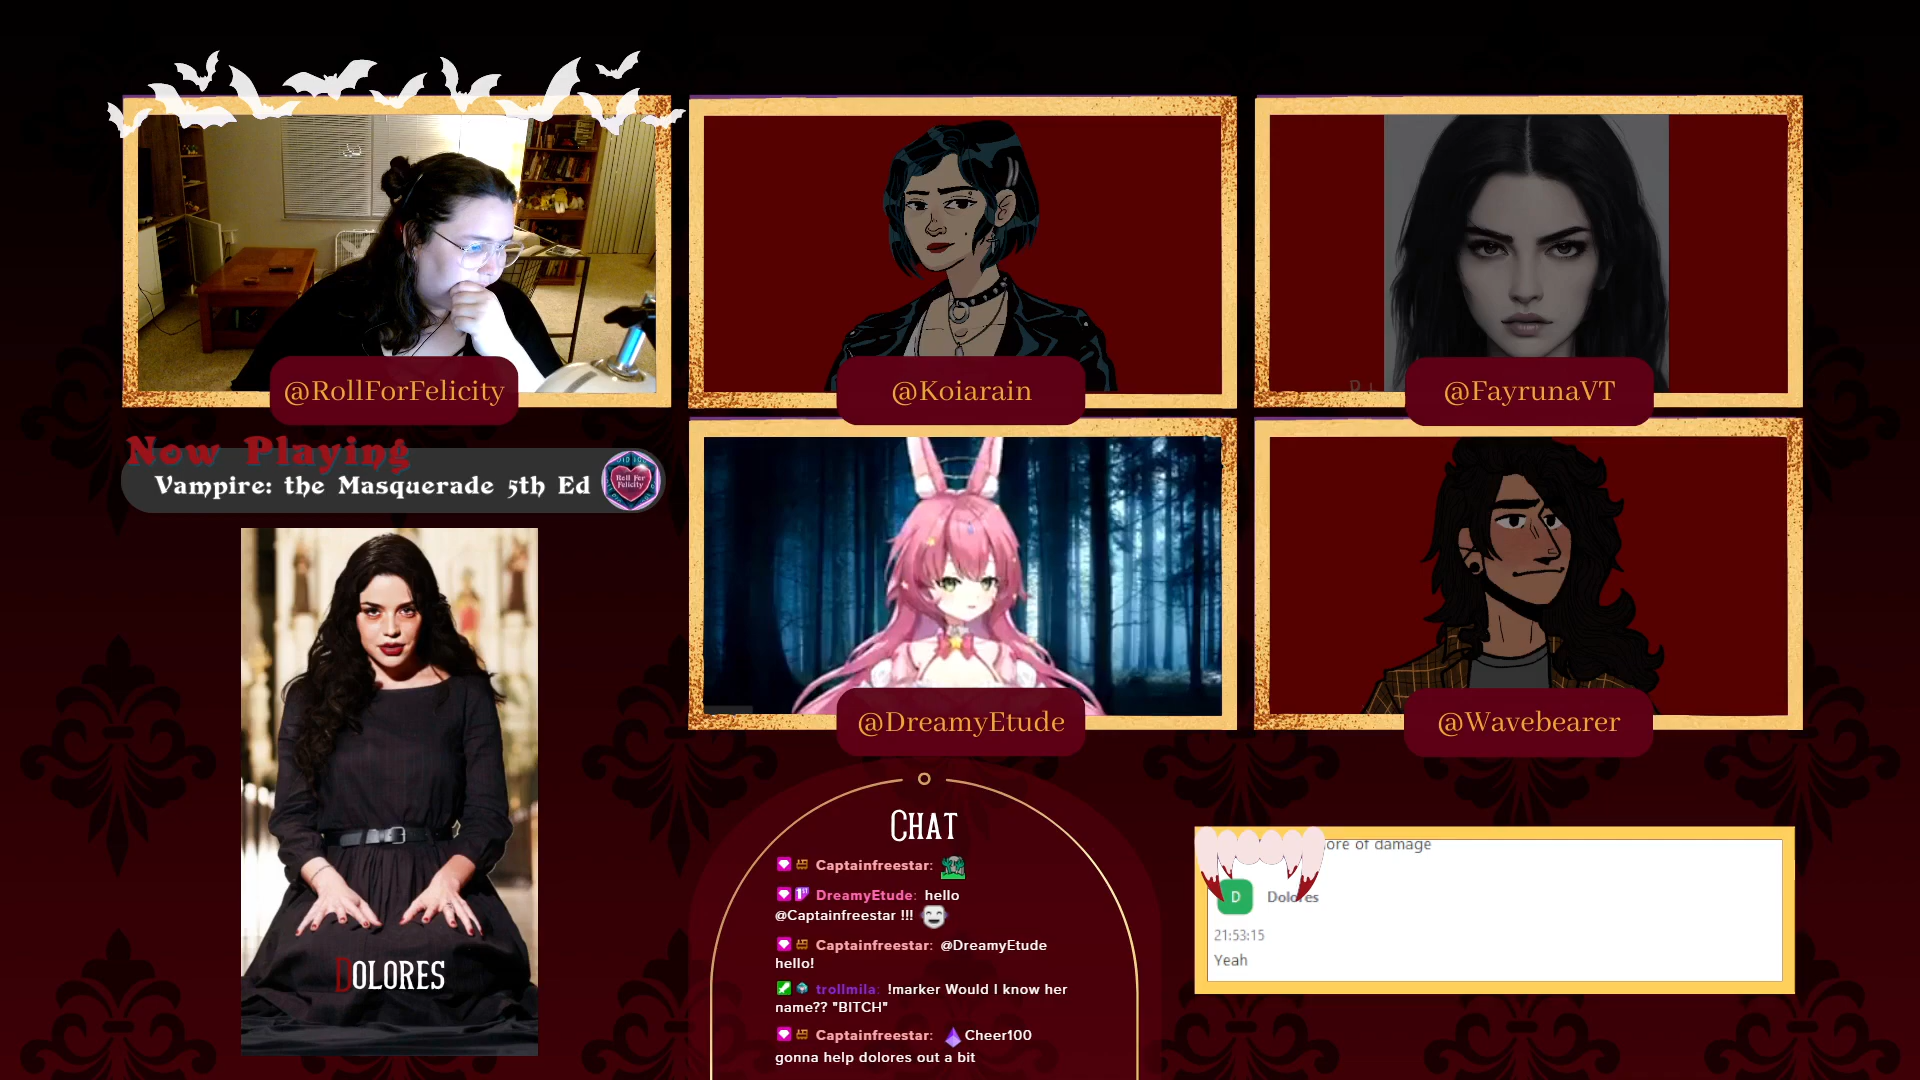 @RollForFelicity
@Koiarain
@FayrunaVT
Now Playing
Vampire: the Masquerade 5th Ed
Roll For
Felicity
@DreamyEtude
@Wavebearer
DOLORES
CHAT
Captainfreestar:
DreamyEtude: hello
@Captainfreestar !!!
Captainfreestar: @DreamyEtude
hello!
trollmila: !marker Would I know her
name?? "BITCH"
Captainfreestar: Cheer100
gonna help dolores out a bit
ore of damage
D
Dolores
21:53:15
Yeah